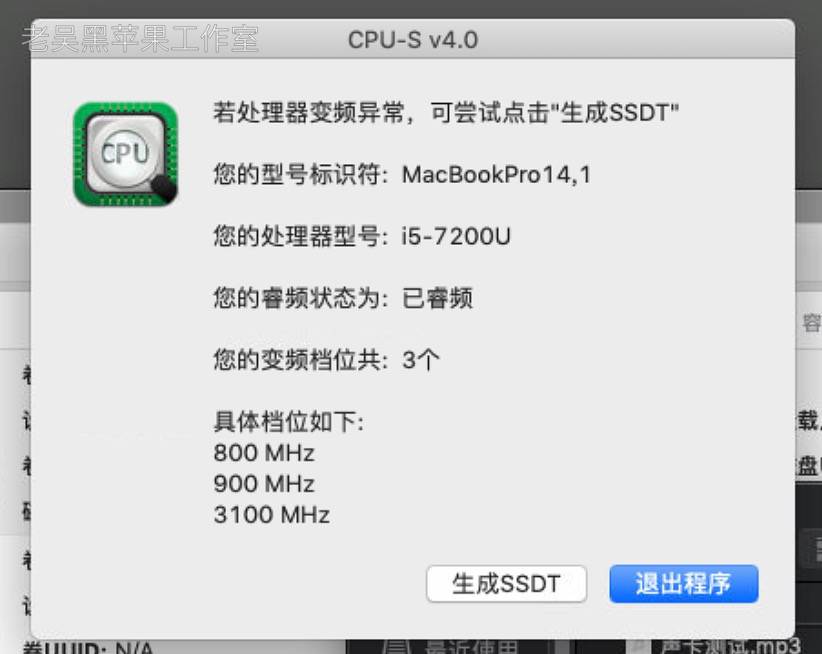 老吴黑苹果工作室
CPU-S v4.0
CPU
若处理器变频异常，可尝试点击"生成SSDT"
您的型号标识符: MacBookPro14,1
您的处理器型号: i5-7200U
您的睿频状态为: 已睿频
您的变频档位共: 3个
具体档位如下:
800 MHz
900 MHz
3100 MHz
生成SSDT
退出程序
容
载
盘
卷UUID: N/A
最近使用
声卡测试.mp3